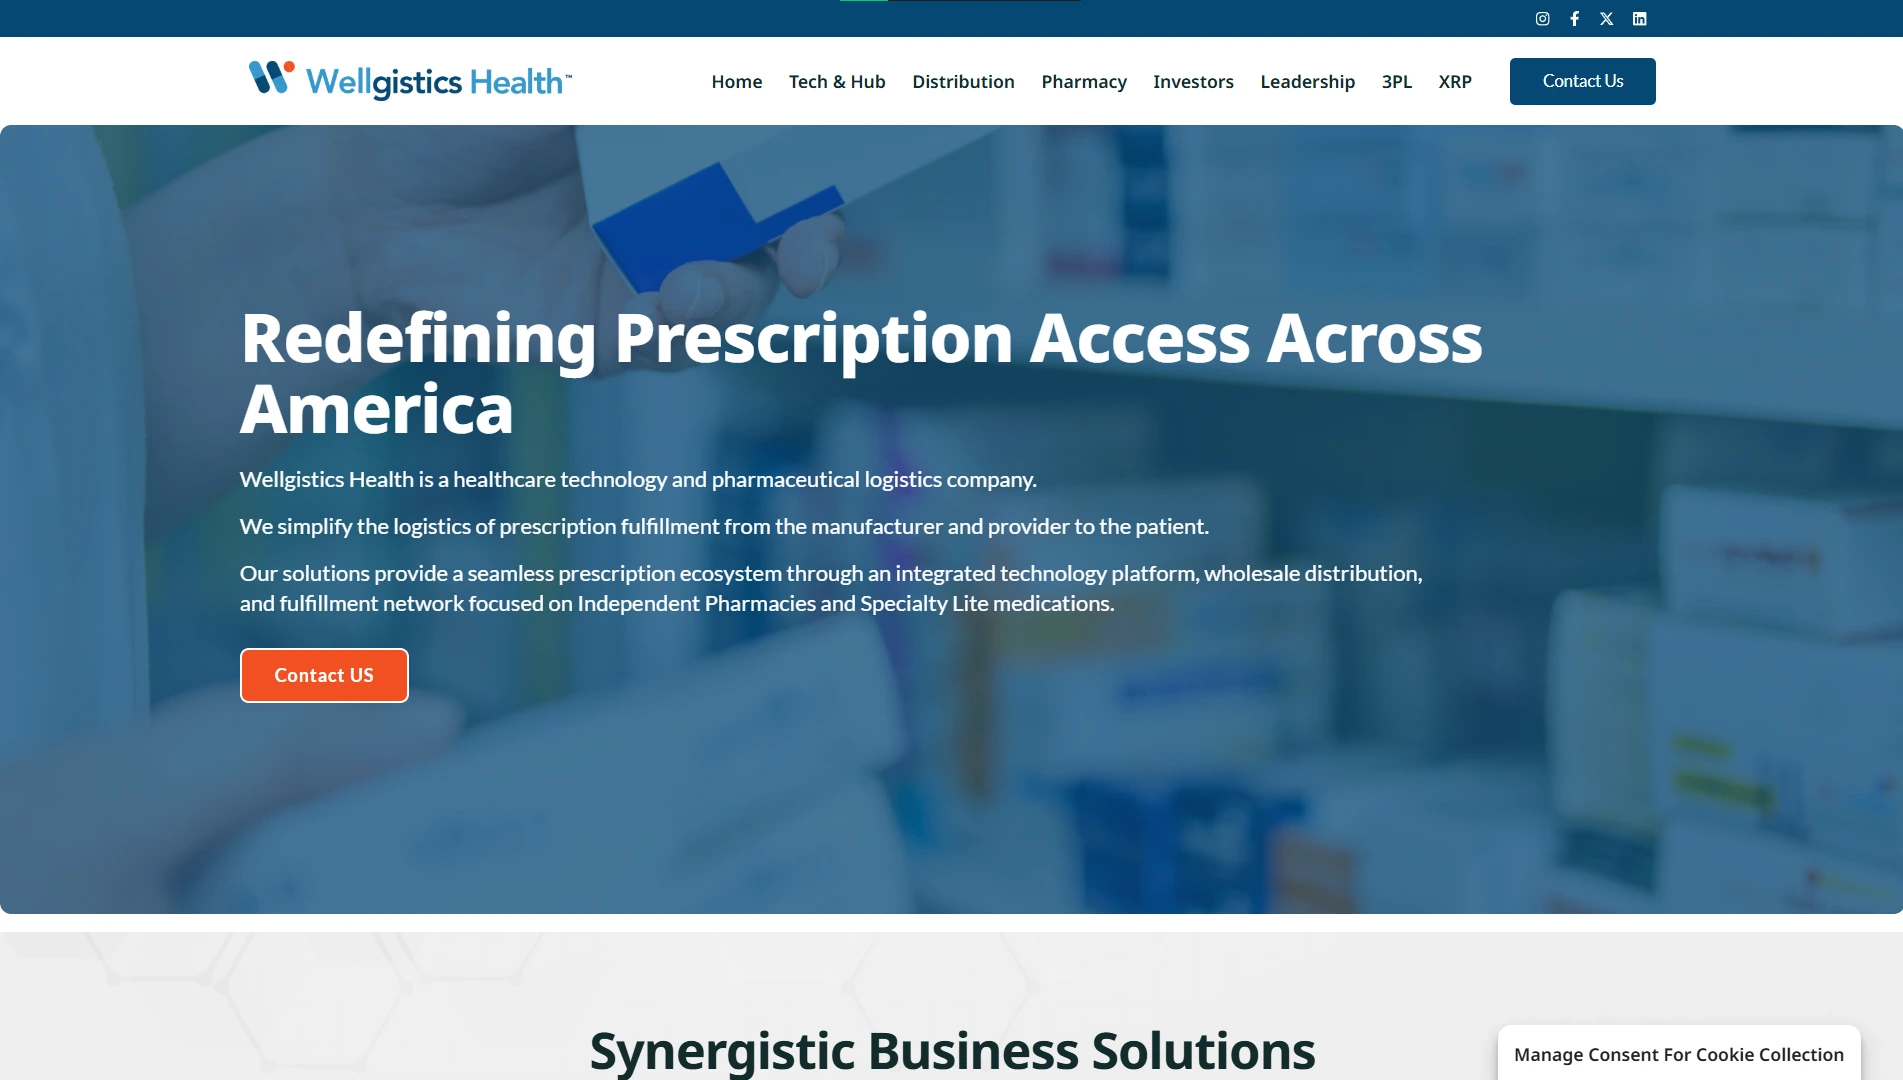 Wellgistics Health™
Home
Tech & Hub
Distribution
Pharmacy
Investors
Leadership
3PL
XRP
Contact Us
Redefining Prescription Access Across
America
Wellgistics Health is a healthcare technology and pharmaceutical logistics company.
We simplify the logistics of prescription fulfillment from the manufacturer and provider to the patient.
Our solutions provide a seamless prescription ecosystem through an integrated technology platform, wholesale distribution,
and fulfillment network focused on Independent Pharmacies and Specialty Lite medications.
Contact US
Synergistic Business Solutions
Manage Consent For Cookie Collection